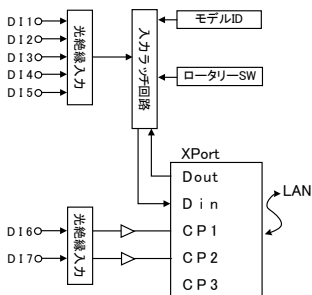 DI1
DI2
DI3
DI4
DI5
光絶縁入力
入力ラッチ回路
モデルID
ロータリーSW
XPort
Dout
Din
CP1
CP2
CP3
LAN
DI6
DI7
光絶縁入力